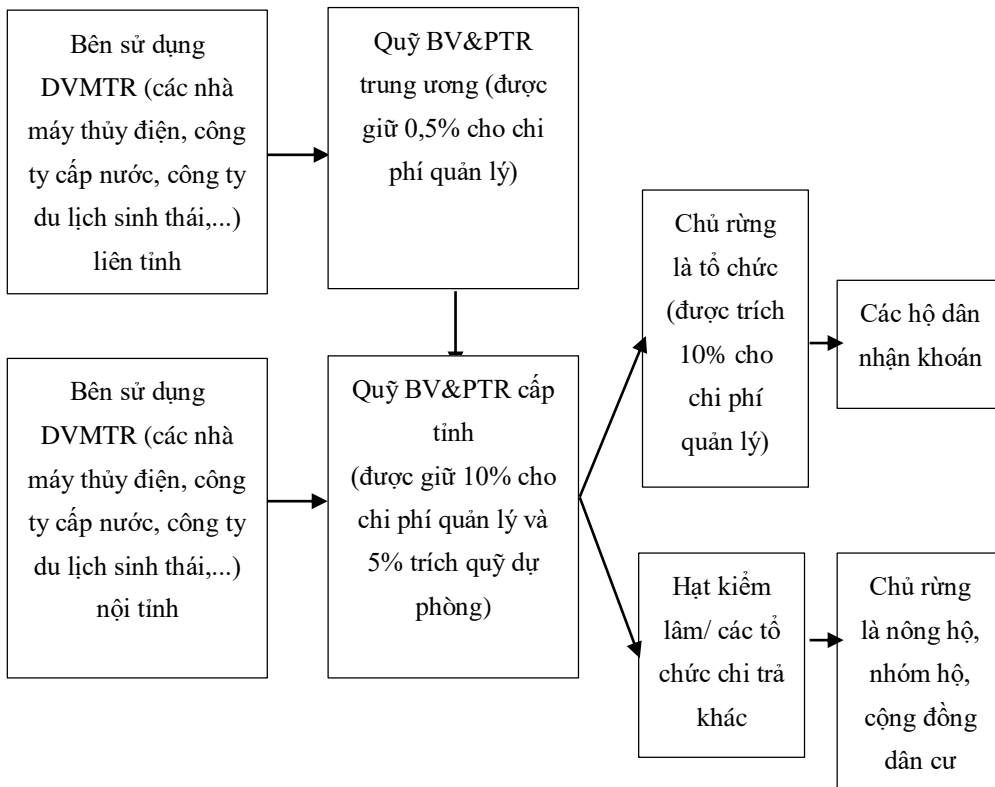 Bên sử dụng
DVMTR (các nhà
máy thủy điện, công
ty cấp nước, công ty
du lịch sinh thái,...)
liên tỉnh
Quỹ BV&PTR
trung ương (được
giữ 0,5% cho chi
phí quản lý)
Bên sử dụng
DVMTR (các nhà
máy thủy điện, công
ty cấp nước, công ty
du lịch sinh thái,...)
nội tỉnh
Quỹ BV&PTR cấp
tỉnh
(được giữ 10% cho
chi phí quản lý và
5% trích quỹ dự
phòng)
Chủ rừng
là tổ chức
(được trích
10% cho
chi phí
quản lý)
Các hộ dân
nhận khoán
Hạt kiểm
lâm/ các tổ
chức chi trả
khác
Chủ rừng
là nông hộ,
nhóm hộ,
cộng đồng
dân cư